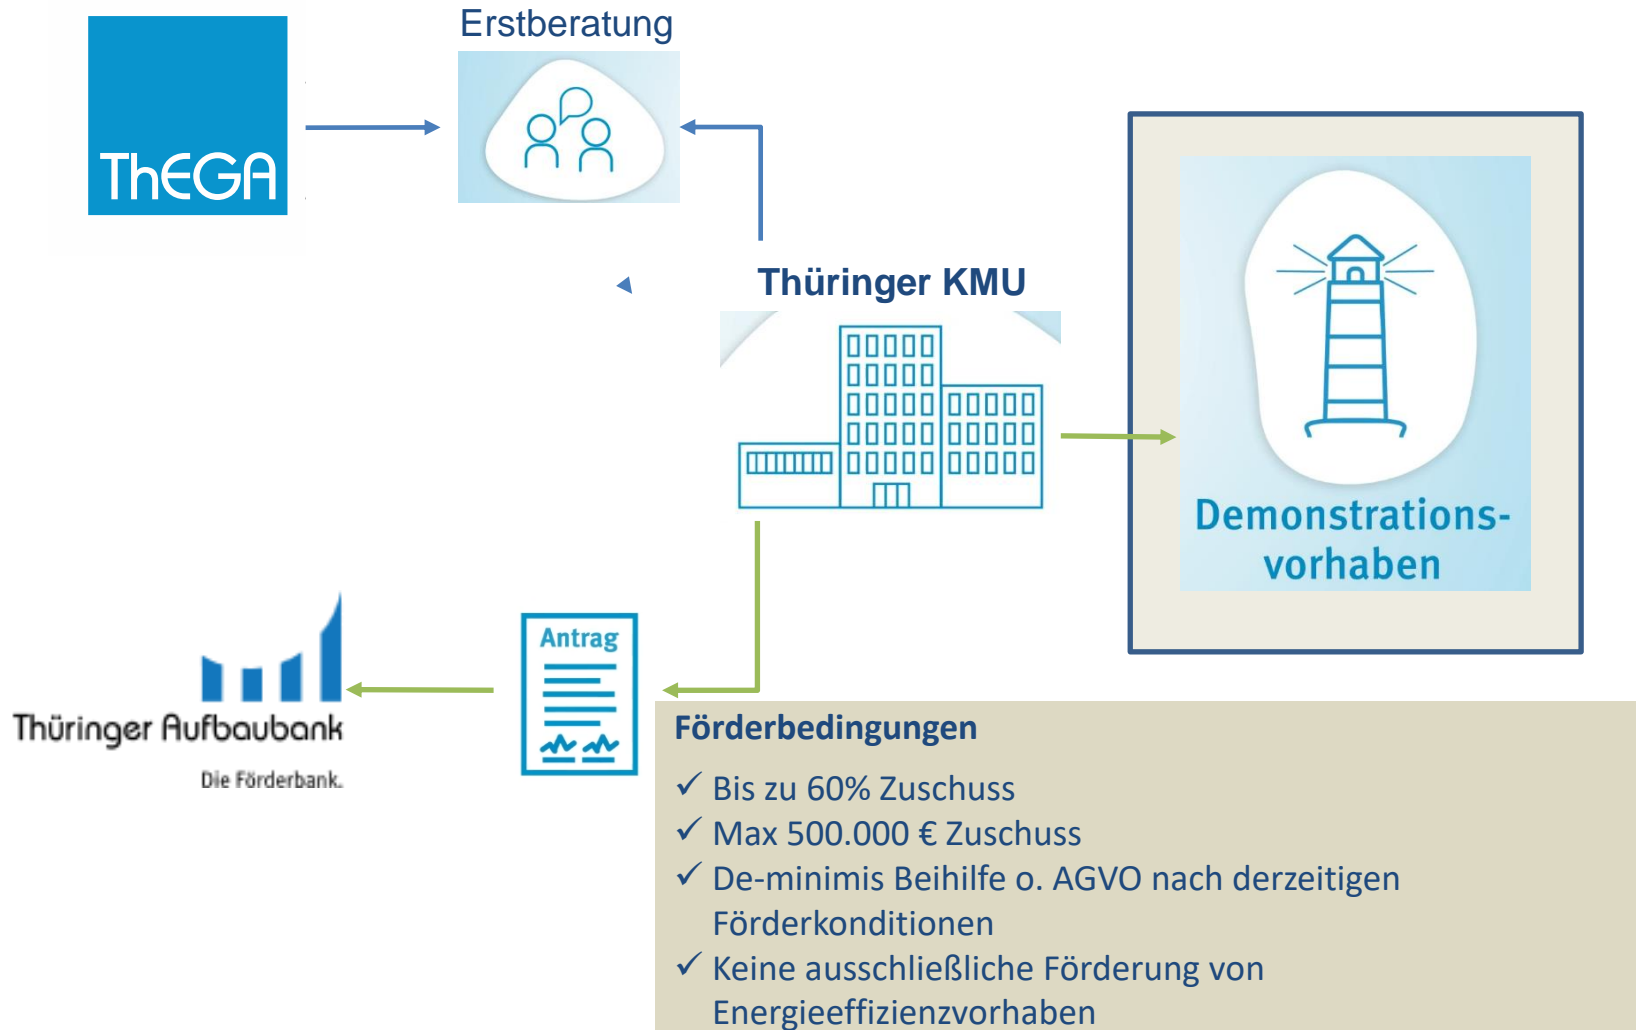 Erstberatung
ThEGA
Thüringer KMU
Demonstrations-
vorhaben
Antrag
Thüringer Aufbaubank
Die Förderbank.
Förderbedingungen
✓ Bis zu 60% Zuschuss
✓ Max 500.000 € Zuschuss
✓ De-minimis Beihilfe o. AGVO nach derzeitigen
Förderkonditionen
✓ Keine ausschließliche Förderung von
Energieeffizienzvorhaben